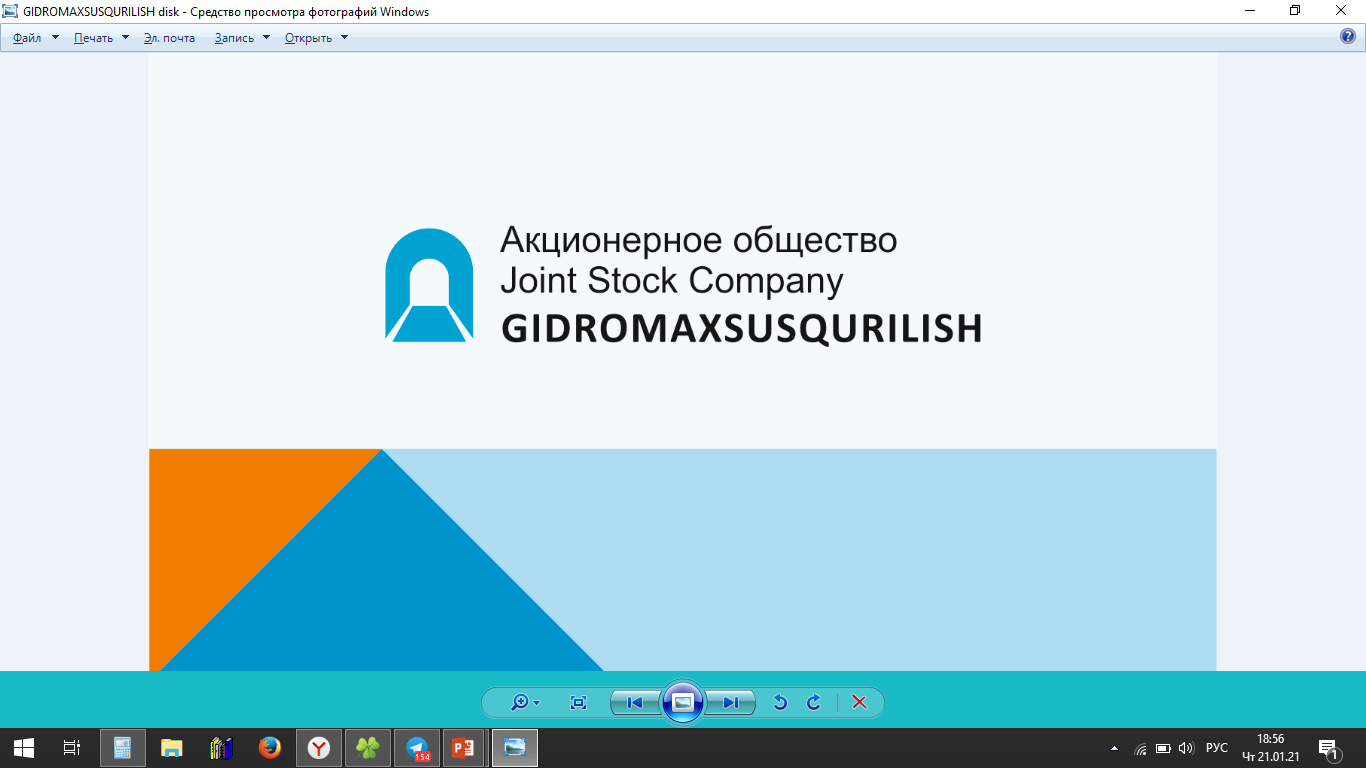 GIDROMAXSUSQURILISH disk - Средство просмотра фотографий Windows
Файл Печать Эл. почта Запись Открыть
Акционерное общество
Joint Stock Company
GIDROMAXSUSQURILISH
154
РУС
18:56
Чт 21.01.21
1